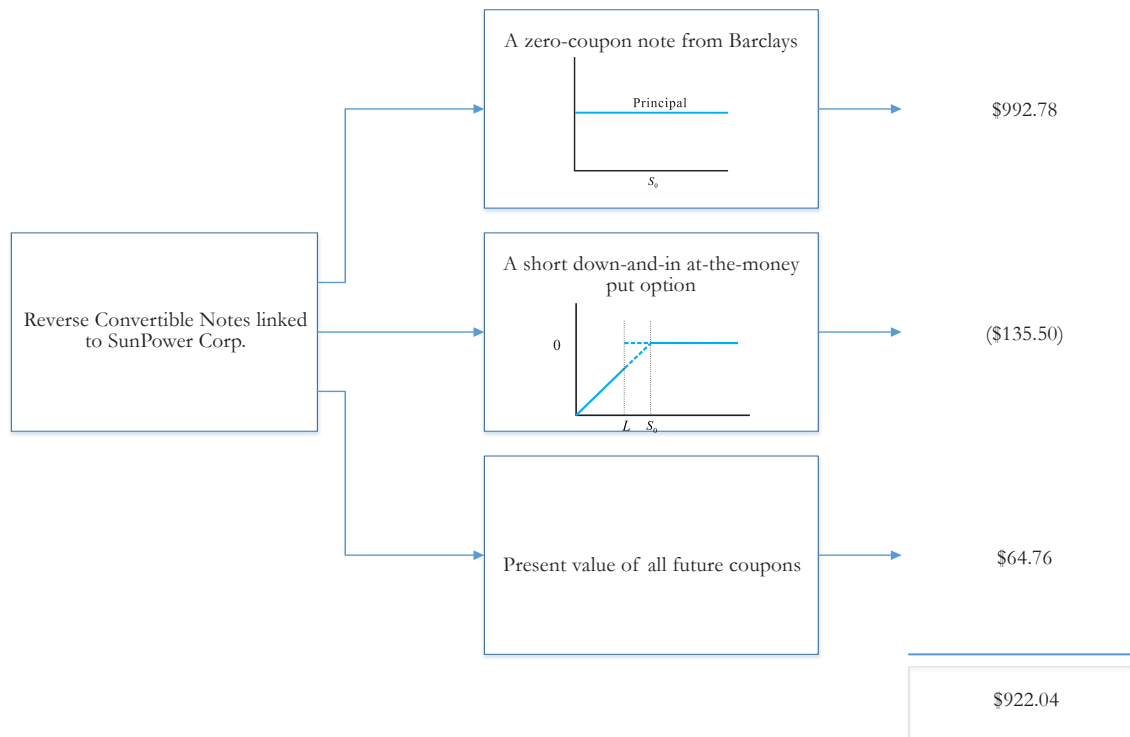 A zero-coupon note from Barclays
Principal
S₀
$992.78
Reverse Convertible Notes linked
to SunPower Corp.
A short down-and-in at-the-money
put option
0
L S₀
($135.50)
Present value of all future coupons
$64.76
$922.04